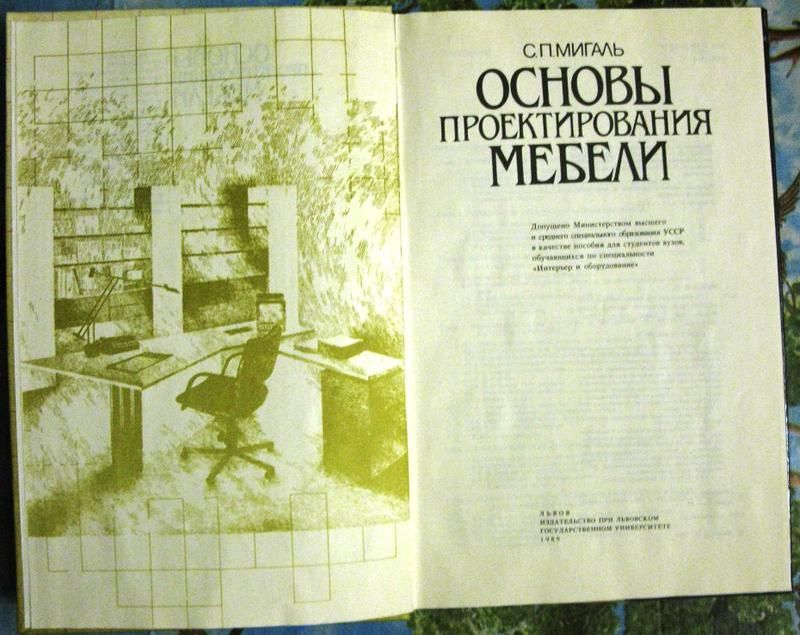 С.П.МИГАЛЬ
ОСНОВЫ
ПРОЕКТИРОВАНИЯ
МЕБЕЛИ
Допущено Министерством высшего
и среднего специального образования УССР
в качестве пособия для студентов вузов,
обучающихся по специальности
«Интерьер и оборудование»
ЛЬВОВ
ИЗДАТЕЛЬСТВО ПРИ ЛЬВОВСКОМ
ГОСУДАРСТВЕННОМ УНИВЕРСИТЕТЕ
1989